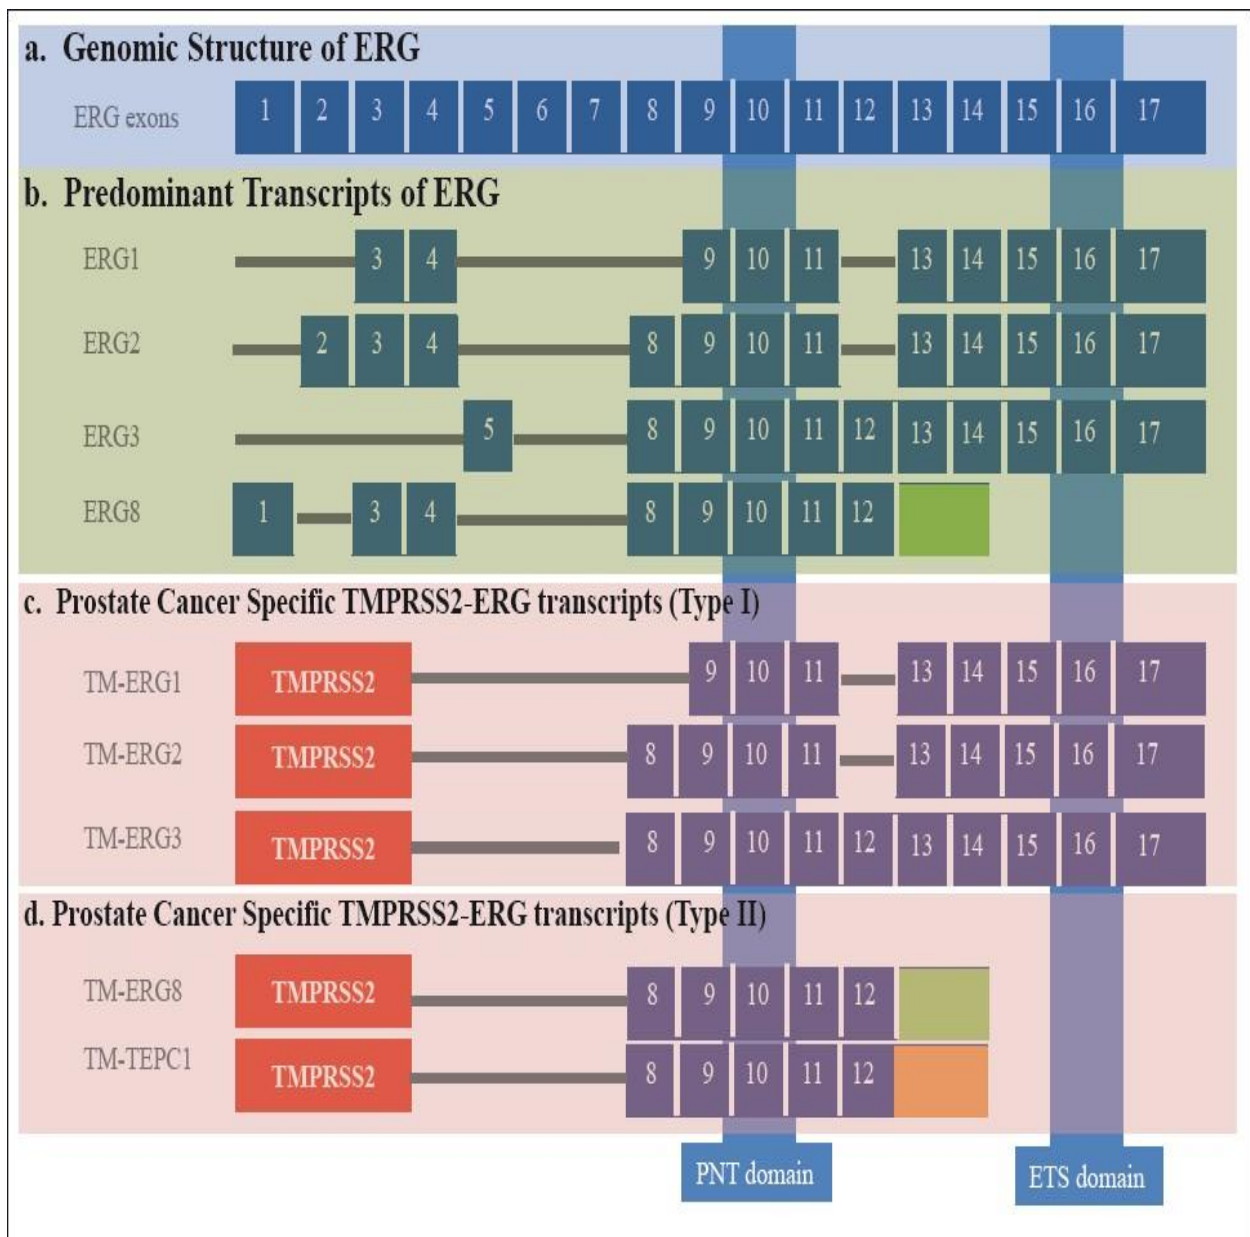 a. Genomic Structure of ERG
ERG exons 1 2 3 4 5 6 7 8 9 10 11 12 13 14 15 16 17
b. Predominant Transcripts of ERG
ERG1 3 4 9 10 11 13 14 15 16 17
ERG2 2 3 4 8 9 10 11 13 14 15 16 17
ERG3 5 8 9 10 11 12 13 14 15 16 17
ERG8 1 3 4 8 9 10 11 12
c. Prostate Cancer Specific TMPRSS2-ERG transcripts (Type I)
TM-ERG1 TMPRSS2 9 10 11 13 14 15 16 17
TM-ERG2 TMPRSS2 8 9 10 11 13 14 15 16 17
TM-ERG3 TMPRSS2 8 9 10 11 12 13 14 15 16 17
d. Prostate Cancer Specific TMPRSS2-ERG transcripts (Type II)
TM-ERG8 TMPRSS2 8 9 10 11 12
TM-TEPC1 TMPRSS2 8 9 10 11 12
PNT domain ETS domain